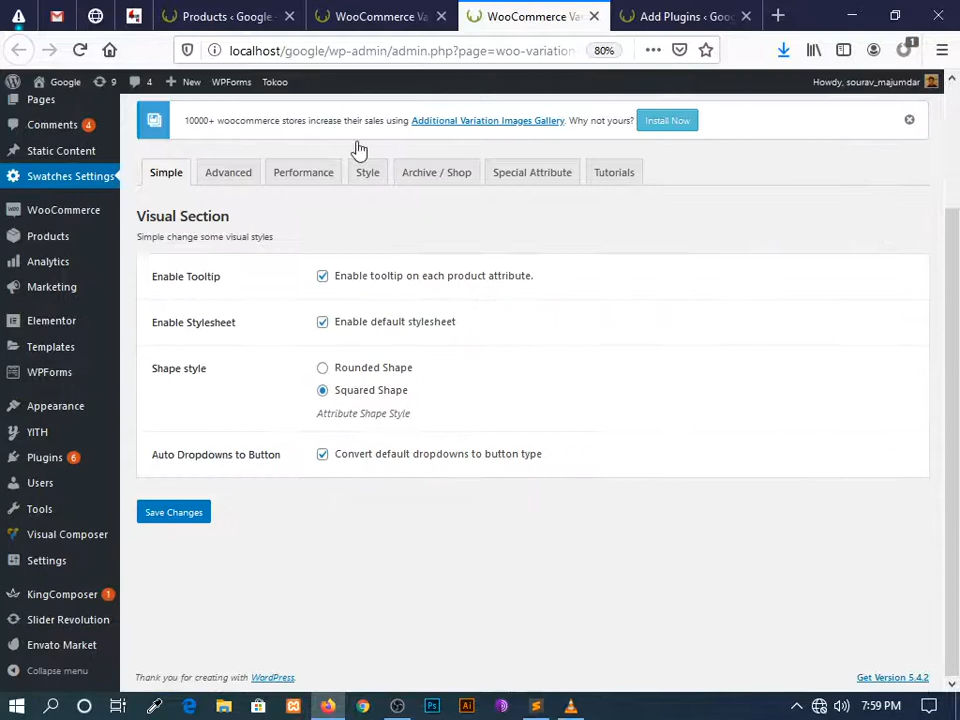 Products ‹ Google
WooCommerce Va
WooCommerce Va
Add Plugins ‹ Goo
localhost/google/wp-admin/admin.php?page=woo-variation
80%
1
Google
9
4
New
WPForms
Tokoo
Howdy, sourav_majumdar
Pages
Comments 4
Static Content
Swatches Settings
WooCommerce
Products
Analytics
Marketing
Elementor
Templates
WPForms
Appearance
YITH
Plugins 6
Users
Tools
Visual Composer
Settings
KingComposer 1
Slider Revolution
Envato Market
Collapse menu
10000+ woocommerce stores increase their sales using Additional Variation Images Gallery. Why not yours? Install Now
Simple
Advanced
Performance
Style
Archive / Shop
Special Attribute
Tutorials
Visual Section
Simple change some visual styles
Enable Tooltip
Enable tooltip on each product attribute.
Enable Stylesheet
Enable default stylesheet
Shape style
Rounded Shape
Squared Shape
Attribute Shape Style
Auto Dropdowns to Button
Convert default dropdowns to button type
Save Changes
Thank you for creating with WordPress.
Get Version 5.4.2
Ps
Ai
7:59 PM